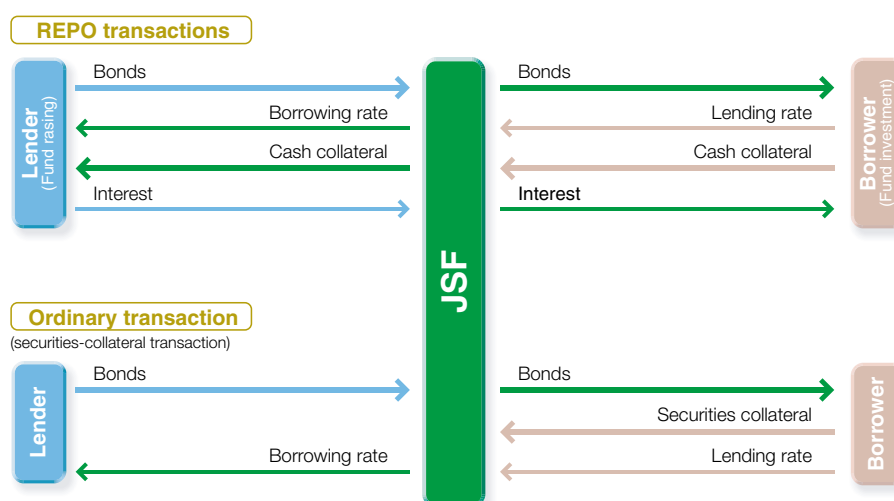 REPO transactions
Lender
(Fund rasing)
Bonds
Borrowing rate
Cash collateral
Interest
JSF
Bonds
Lending rate
Cash collateral
Interest
Borrower
(Fund investment)
Ordinary transaction
(securities-collateral transaction)
Lender
Bonds
Borrowing rate
Bonds
Securities collateral
Lending rate
Borrower